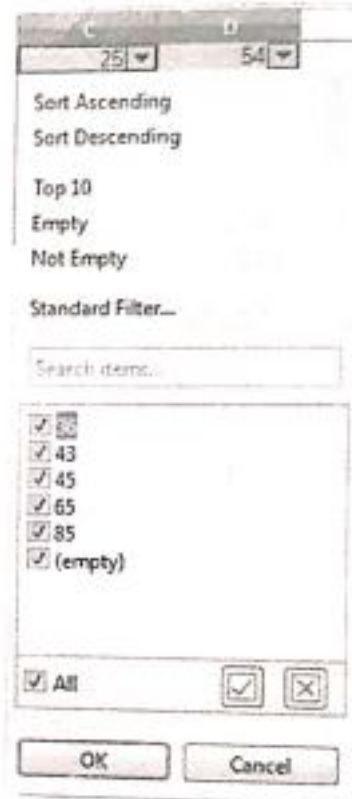 C
25 54
Sort Ascending
Sort Descending
Top 10
Empty
Not Empty
Standard Filter...
Search items...
43
45
65
85
(empty)
All
OK Cancel